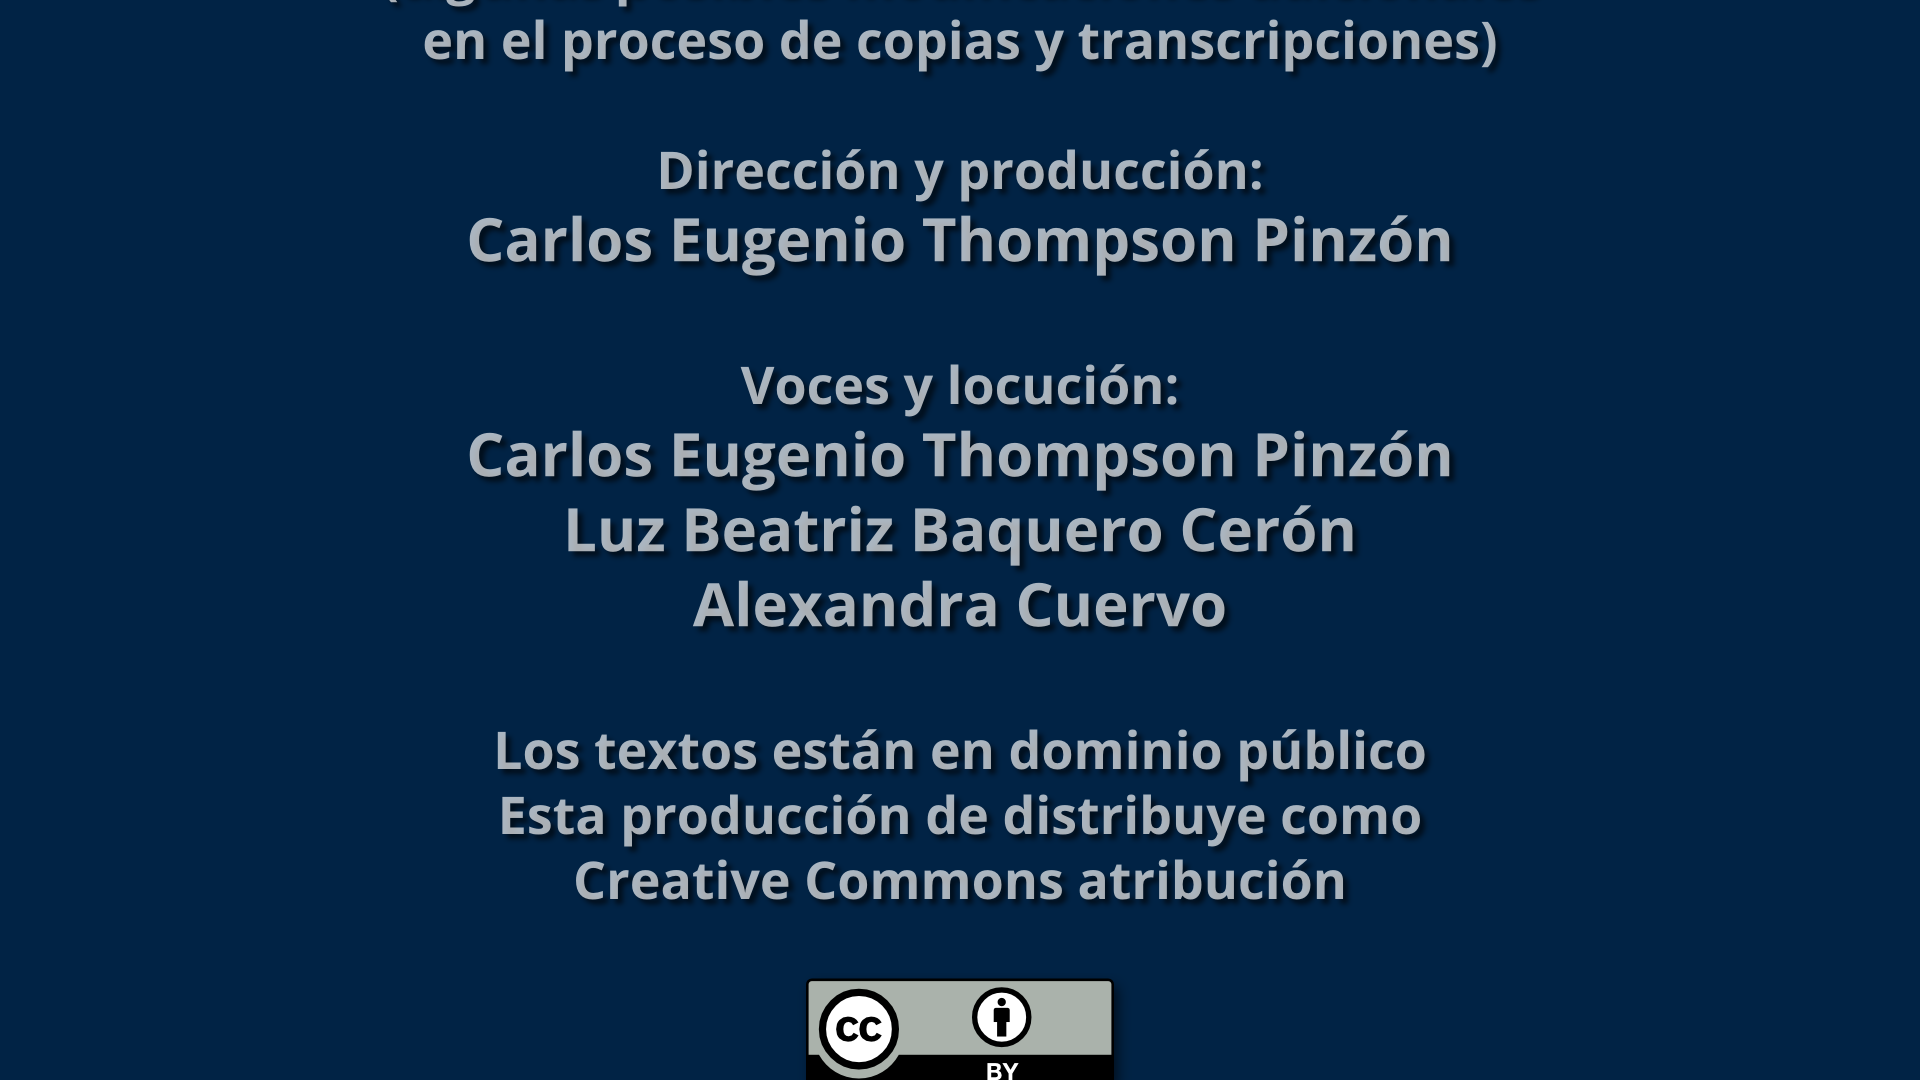 en el proceso de copias y transcripciones)
Dirección y producción:
Carlos Eugenio Thompson Pinzón
Voces y locución:
Carlos Eugenio Thompson Pinzón
Luz Beatriz Baquero Cerón
Alexandra Cuervo
Los textos están en dominio público
Esta producción de distribuye como
Creative Commons atribución
cc
BY